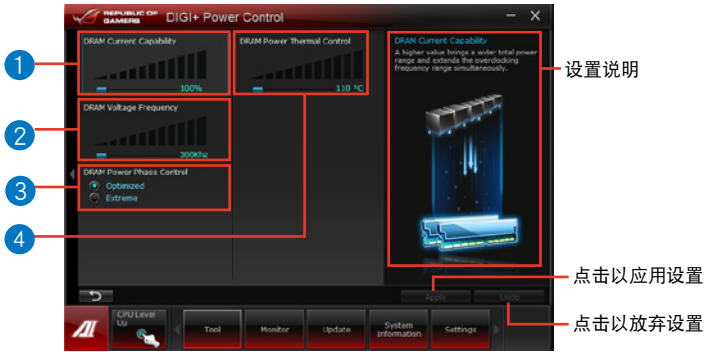 REPUBLIC OF
GAMERS
DIGI+ Power Control
DRAM Current Capability
100%
DRAM Power Thermal Control
110 °C
DRAM Current Capability
A higher value brings a wider total power
range and extends the overclocking
frequency range simultaneously.
设置说明
1
DRAM Voltage Frequency
300Khz
2
DRAM Power Phase Control
Optimized
Extreme
3
4
点击以应用设置
Apply
Undo
点击以放弃设置
CPU Level
Up
Tool
Monitor
Update
System
Information
Settings